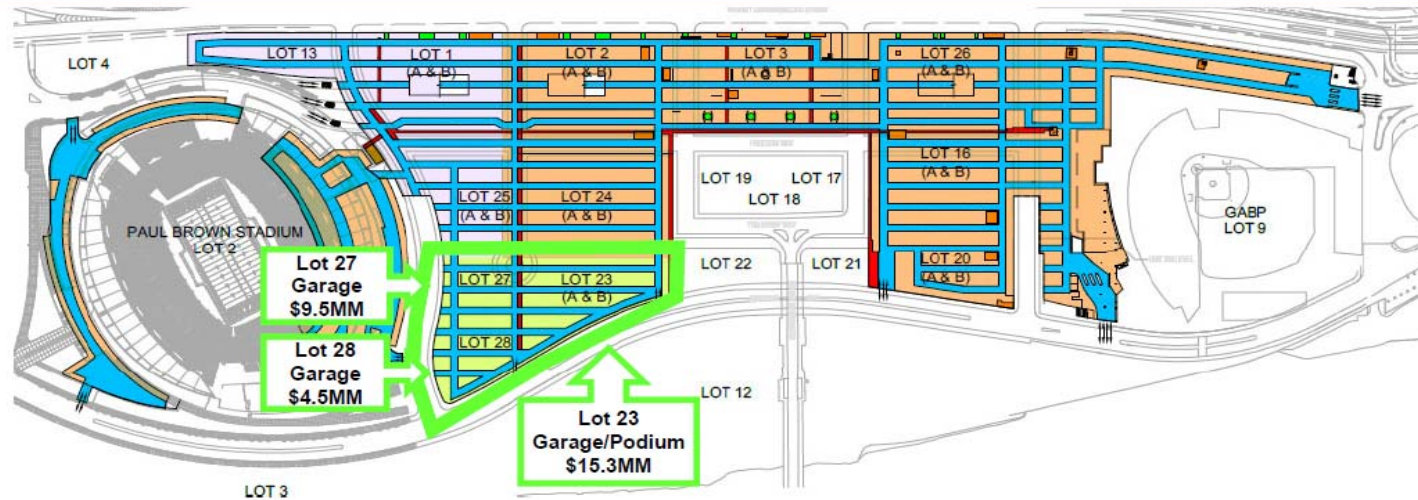 LOT 4
LOT 13
LOT 1
(A & B)
LOT 2
(A & B)
LOT 3
(A & B)
LOT 26
(A & B)
FREEDOM WAY
LOT 16
(A & B)
LOT 19
LOT 17
LOT 18
LOT 25
(A & B)
LOT 24
(A & B)
PAUL BROWN STADIUM
LOT 2
GABP
LOT 9
LOT 22
LOT 21
LOT 20
(A & B)
Lot 27
Garage
$9.5MM
LOT 27
LOT 23
(A & B)
LOT 28
Lot 28
Garage
$4.5MM
LOT 12
Lot 23
Garage/Podium
$15.3MM
LOT 3